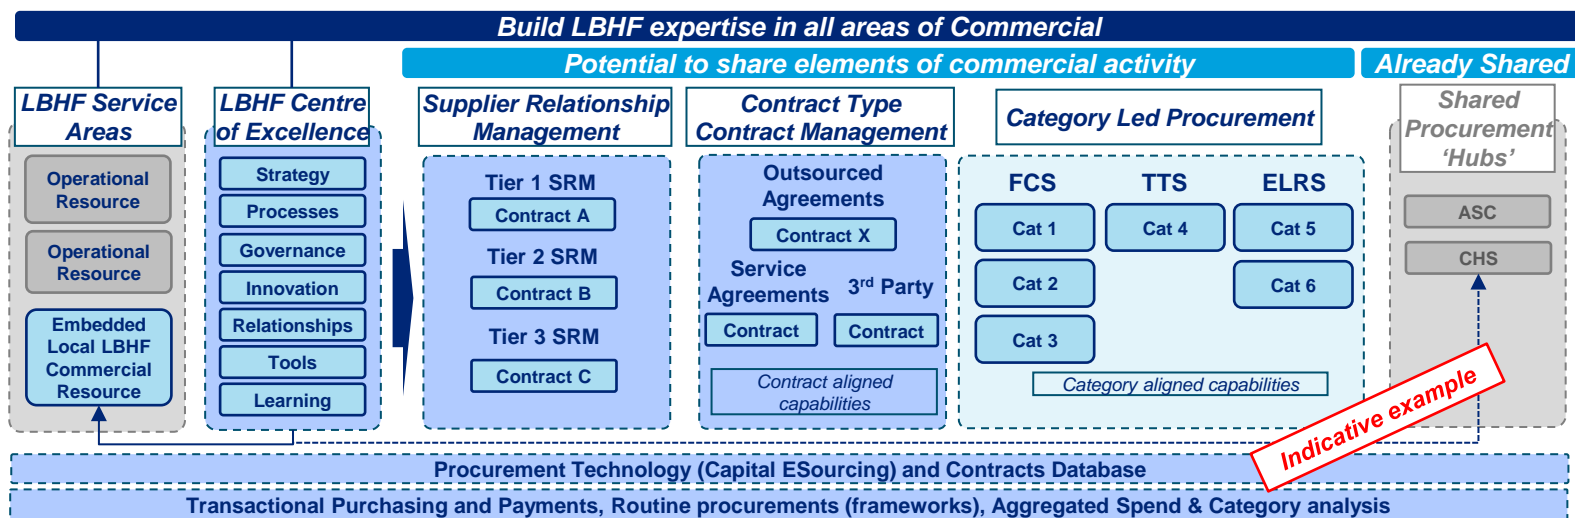 Build LBHF expertise in all areas of Commercial
Potential to share elements of commercial activity
Already Shared
LBHF Service
Areas
Operational
Resource
Operational
Resource
Embedded
Local LBHF
Commercial
Resource
LBHF Centre
of Excellence
Strategy
Processes
Governance
Innovation
Relationships
Tools
Learning
Supplier Relationship
Management
Tier 1 SRM
Contract A
Tier 2 SRM
Contract B
Tier 3 SRM
Contract C
Contract Type
Contract Management
Outsourced
Agreements
Contract X
Service
Agreements
Contract
3rd Party
Contract
Contract aligned
capabilities
Category Led Procurement
FCS
Cat 1
Cat 2
Cat 3
TTS
Cat 4
ELRS
Cat 5
Cat 6
Category aligned capabilities
Shared
Procurement
‘Hubs’
ASC
CHS
Indicative example
Procurement Technology (Capital ESourcing) and Contracts Database
Transactional Purchasing and Payments, Routine procurements (frameworks), Aggregated Spend & Category analysis